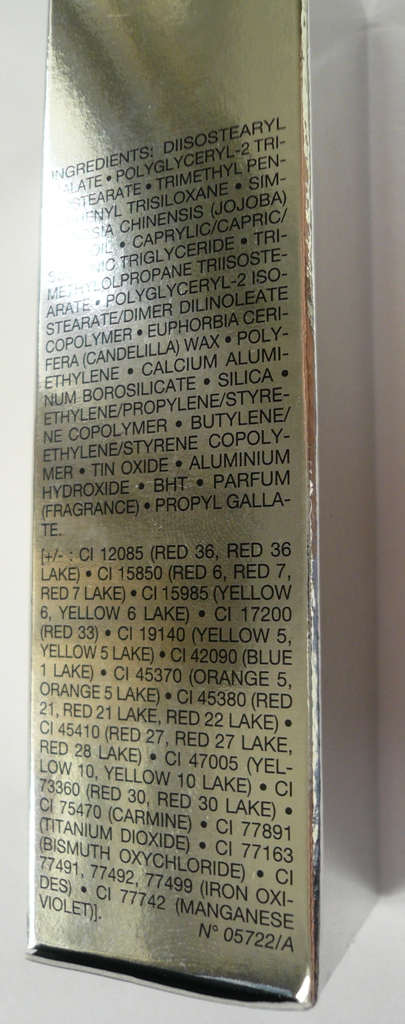 INGREDIENTS: DIISOSTEARYL
• POLYGLYCERYL-2 TRI-
• TRIMETHYL PEN-
TRISILOXANE • SIM-
CHINENSIS (JOJOBA)
OIL • CAPRYLIC/CAPRIC/
TRIGLYCERIDE • TRI-
METHYLOLPROPANE TRIISOSTE-
ARATE • POLYGLYCERYL-2 ISO-
STEARATE/DIMER DILINOLEATE
COPOLYMER • EUPHORBIA CERI-
FERA (CANDELILLA) WAX • POLY-
ETHYLENE • CALCIUM ALUMI-
NUM BOROSILICATE • SILICA •
ETHYLENE/PROPYLENE/STYRE-
NE COPOLYMER • BUTYLENE/
ETHYLENE/STYRENE COPOLY-
MER • TIN OXIDE • ALUMINIUM
HYDROXIDE • BHT • PARFUM
(FRAGRANCE) • PROPYL GALLA-
TE.
[+/- : CI 12085 (RED 36, RED 36
LAKE) • CI 15850 (RED 6, RED 7,
RED 7 LAKE) • CI 15985 (YELLOW
6, YELLOW 6 LAKE) • CI 17200
(RED 33) • CI 19140 (YELLOW 5,
YELLOW 5 LAKE) • CI 42090 (BLUE
1 LAKE) • CI 45370 (ORANGE 5,
ORANGE 5 LAKE) • CI 45380 (RED
21, RED 21 LAKE, RED 22 LAKE) •
CI 45410 (RED 27, RED 27 LAKE,
RED 28 LAKE) • CI 47005 (YEL-
LOW 10, YELLOW 10 LAKE) • CI
73360 (RED 30, RED 30 LAKE) •
CI 75470 (CARMINE) • CI 77891
(TITANIUM DIOXIDE) • CI 77163
(BISMUTH OXYCHLORIDE) • CI
77491, 77492, 77499 (IRON OXI-
DES) • CI 77742 (MANGANESE
VIOLET)].
N° 05722/A